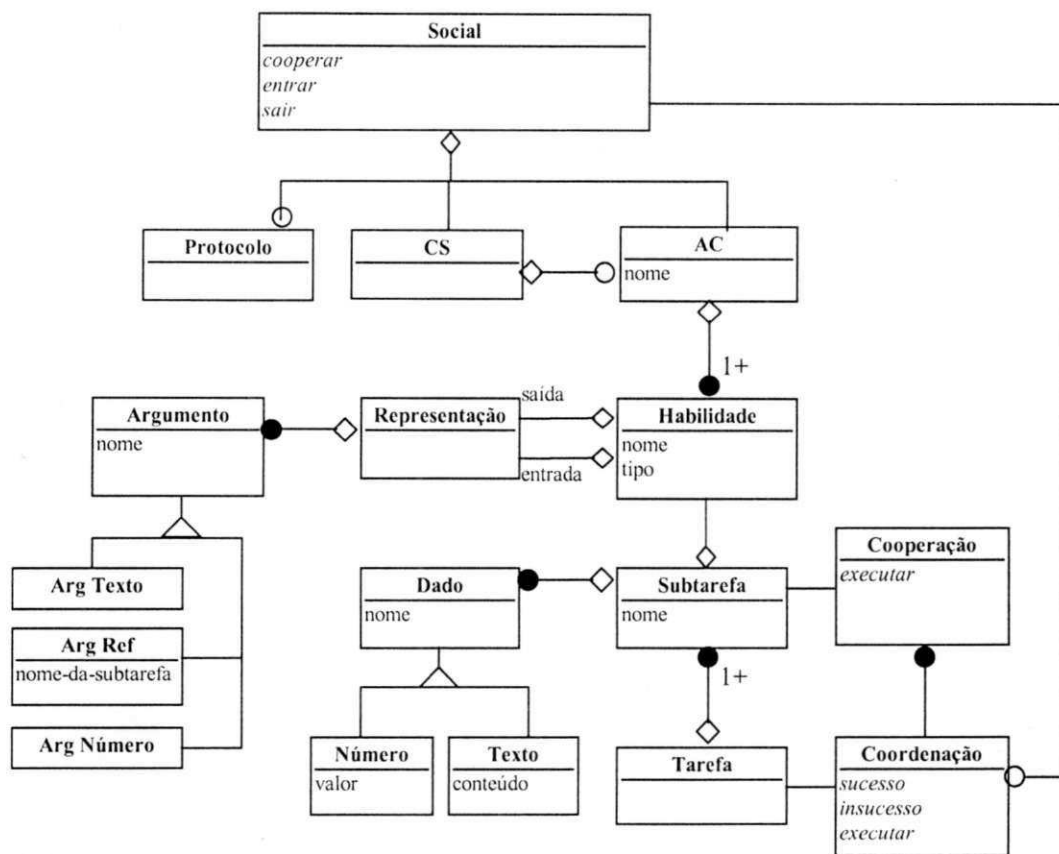 Social
cooperar
entrar
sair
Protocolo
CS
AC
nome
1+
Argumento
nome
Representação
saída
entrada
Habilidade
nome
tipo
Cooperação
executar
Arg Texto
Dado
nome
Subtarefa
nome
Arg Ref
nome-da-subtarefa
1+
Arg Número
Número
valor
Texto
conteúdo
Tarefa
Coordenação
sucesso
insucesso
executar